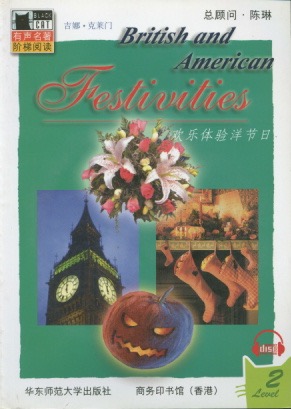 BLACK
CAT
有声名著
阶梯阅读
吉娜·克莱门
总顾问·陈琳
British and
American
Festivities
欢乐体验洋节日
disc
2
Level
华东师范大学出版社
商务印书馆（香港）